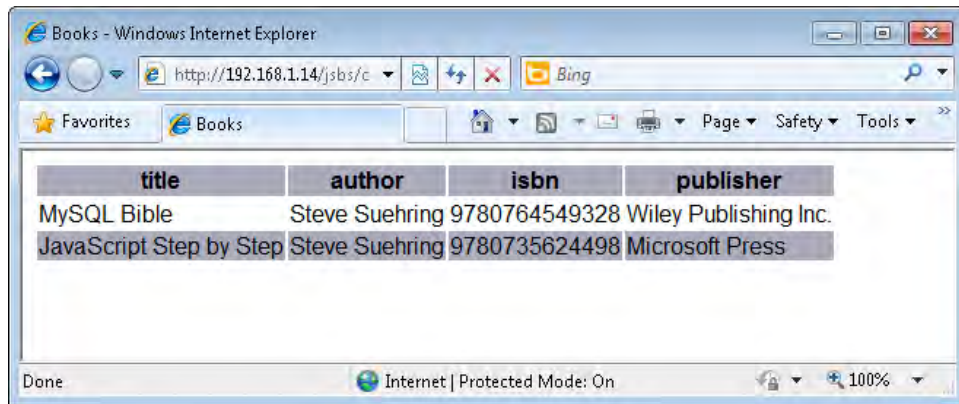 Books - Windows Internet Explorer
http://192.168.1.14/jsbs/c Bing
Favorites Books Page Safety Tools
title author isbn publisher
MySQL Bible Steve Suehring 9780764549328 Wiley Publishing Inc.
JavaScript Step by Step Steve Suehring 9780735624498 Microsoft Press
Done Internet | Protected Mode: On 100%